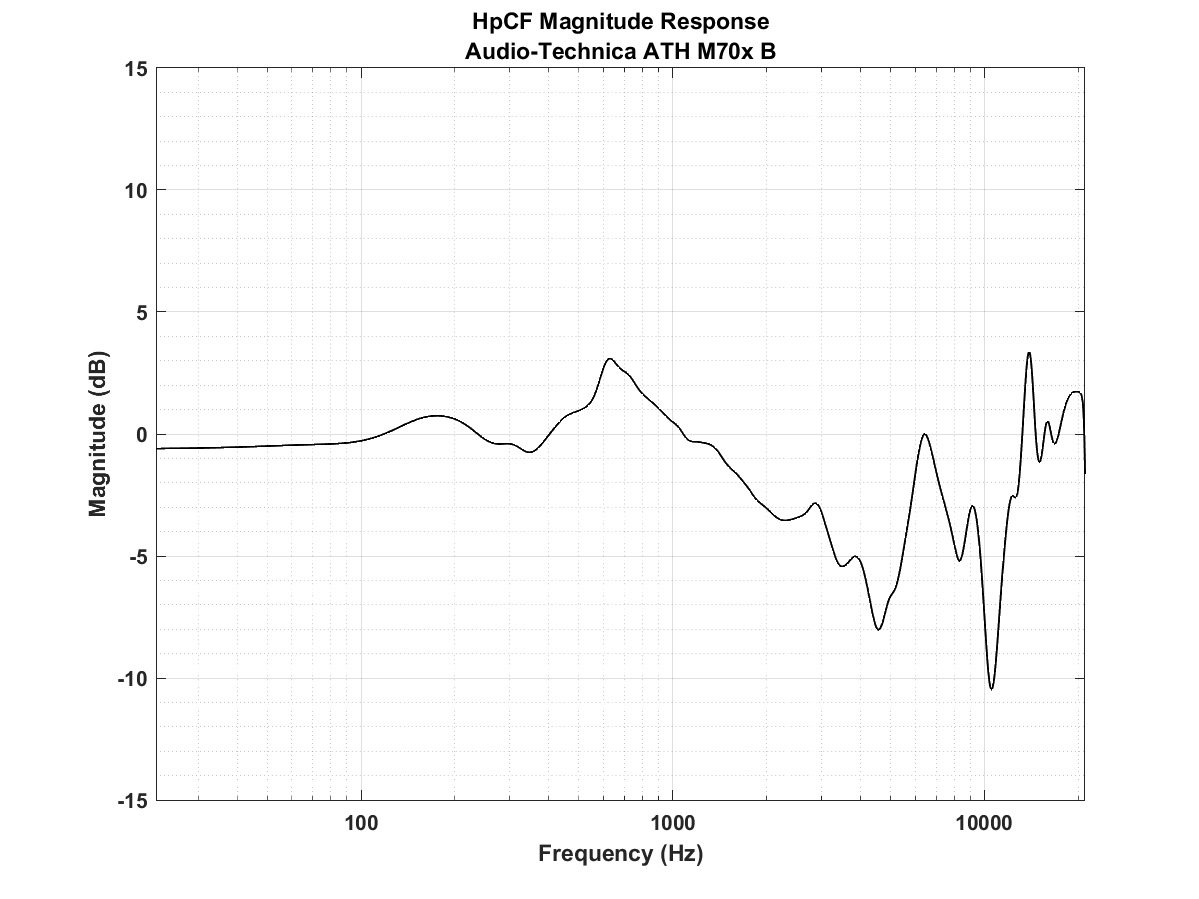 HpCF Magnitude Response
Audio-Technica ATH M70x B
15
10
5
0
-5
-10
-15
Magnitude (dB)
100 1000 10000
Frequency (Hz)